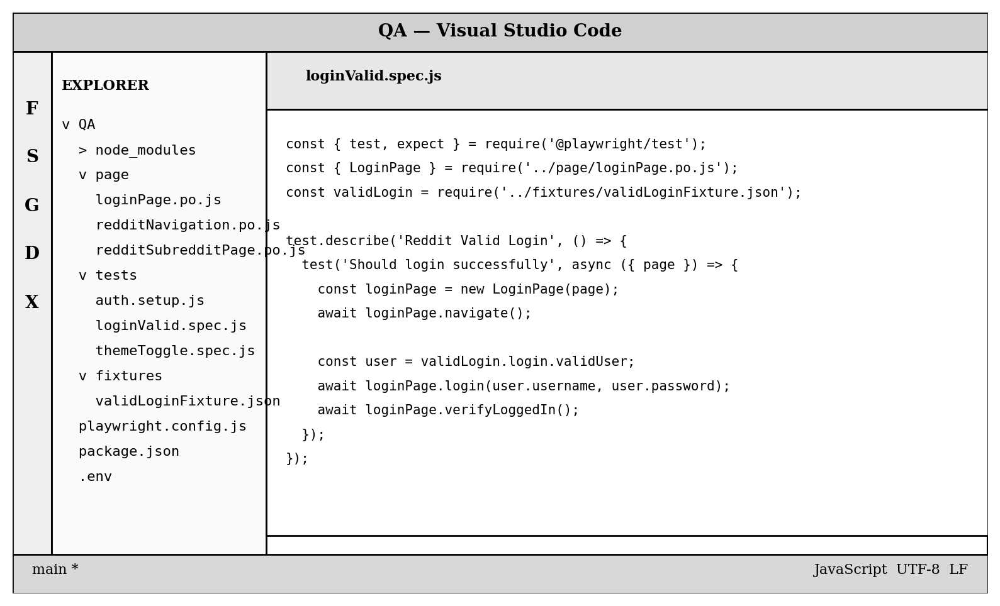 QA — Visual Studio Code
F
S
G
D
X
EXPLORER
v QA
  > node_modules
  v page
    loginPage.po.js
    redditNavigation.po.js
    redditSubredditPage.po.js
  v tests
    auth.setup.js
    loginValid.spec.js
    themeToggle.spec.js
  v fixtures
    validLoginFixture.json
  playwright.config.js
  package.json
  .env
loginValid.spec.js
const { test, expect } = require('@playwright/test');
const { LoginPage } = require('../page/loginPage.po.js');
const validLogin = require('../fixtures/validLoginFixture.json');

test.describe('Reddit Valid Login', () => {
  test('Should login successfully', async ({ page }) => {
    const loginPage = new LoginPage(page);
    await loginPage.navigate();

    const user = validLogin.login.validUser;
    await loginPage.login(user.username, user.password);
    await loginPage.verifyLoggedIn();
  });
});
main *
JavaScript  UTF-8  LF